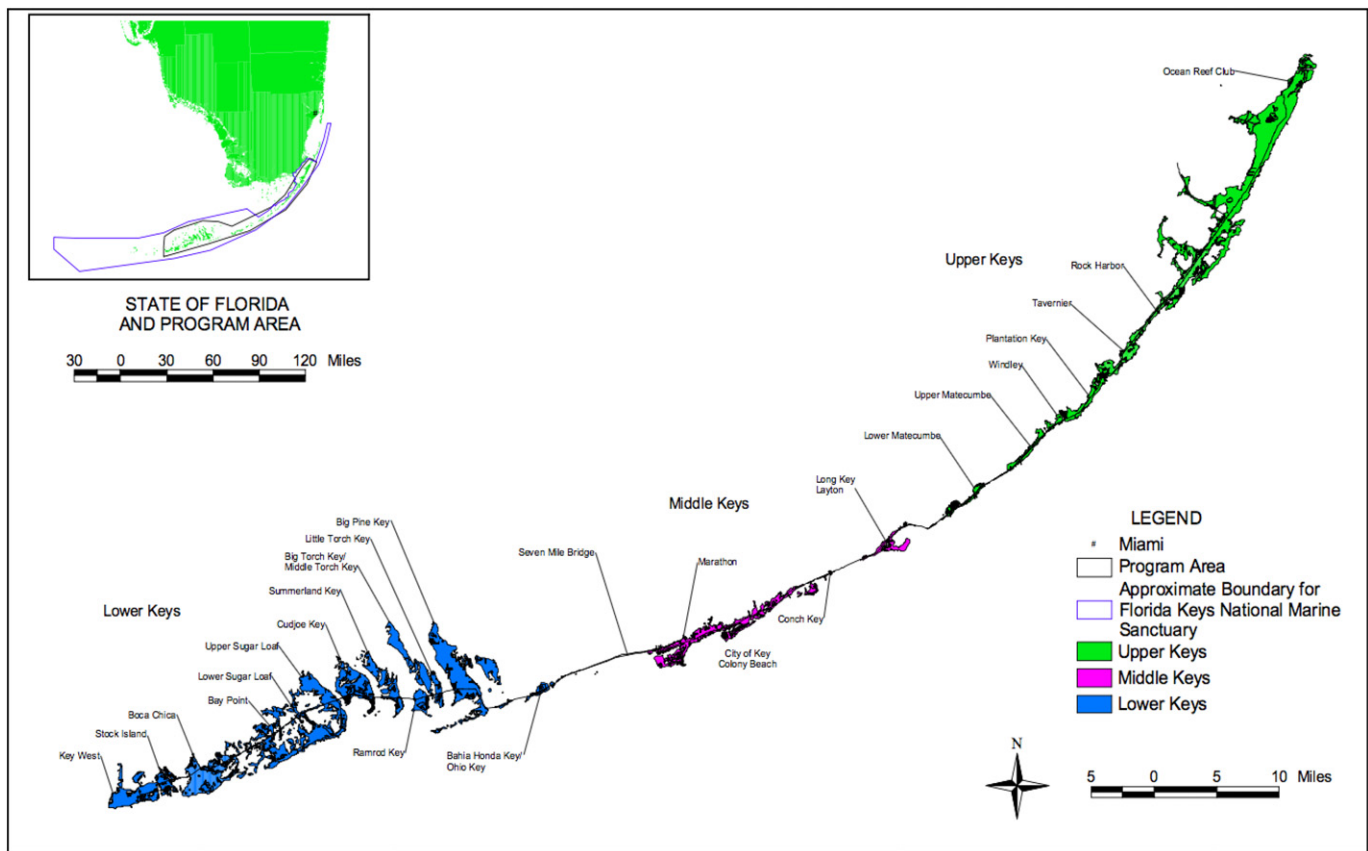 Ocean Reef Club
Upper Keys
Rock Harbor
Tavernier
Plantation Key
Windley
Upper Matecumbe
Lower Matecumbe
Long Key
Layton
Middle Keys
Big Pine Key
Little Torch Key
Big Torch Key/
Middle Torch Key
Seven Mile Bridge
Marathon
Summerland Key
Lower Keys
Cudjoe Key
Conch Key
Upper Sugar Loaf
City of Key
Colony Beach
Lower Sugar Loaf
Bay Point
Boca Chica
Stock Island
Key West
Ramrod Key
Bahia Honda Key/
Ohio Key
STATE OF FLORIDA
AND PROGRAM AREA
30 0 30 60 90 120 Miles
LEGEND
# Miami
Program Area
Approximate Boundary for
Florida Keys National Marine
Sanctuary
Upper Keys
Middle Keys
Lower Keys
N
5 0 5 10 Miles